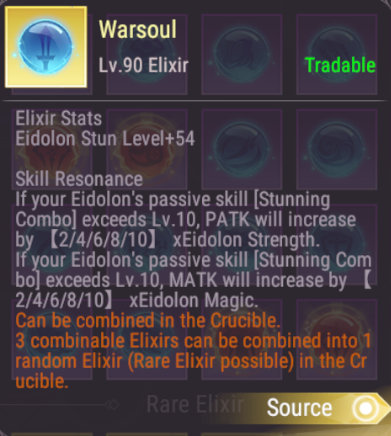 Warsoul
Lv.90 Elixir
Tradable
Elixir Stats
Eidolon Stun Level+54
Skill Resonance
If your Eidolon's passive skill [Stunning
Combo] exceeds Lv.10, PATK will increase
by 【2/4/6/8/10】 xEidolon Strength.
If your Eidolon's passive skill [Stunning Com
bo] exceeds Lv.10, MATK will increase by 【
2/4/6/8/10】 xEidolon Magic.
Can be combined in the Crucible.
3 combinable Elixirs can be combined into 1
random Elixir (Rare Elixir possible) in the Cr
ucible.
Rare Elixir
Source